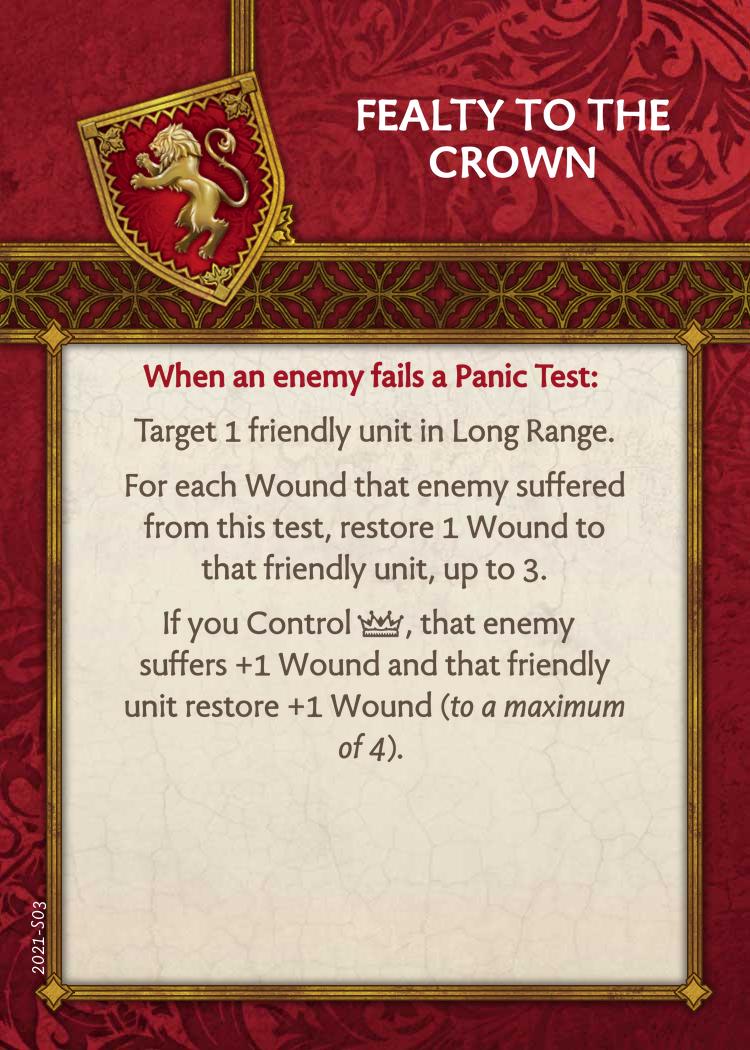 FEALTY TO THE
CROWN
When an enemy fails a Panic Test:
Target 1 friendly unit in Long Range.
For each Wound that enemy suffered
from this test, restore 1 Wound to
that friendly unit, up to 3.
If you Control , that enemy
suffers +1 Wound and that friendly
unit restore +1 Wound (to a maximum
of 4).
2021-S03